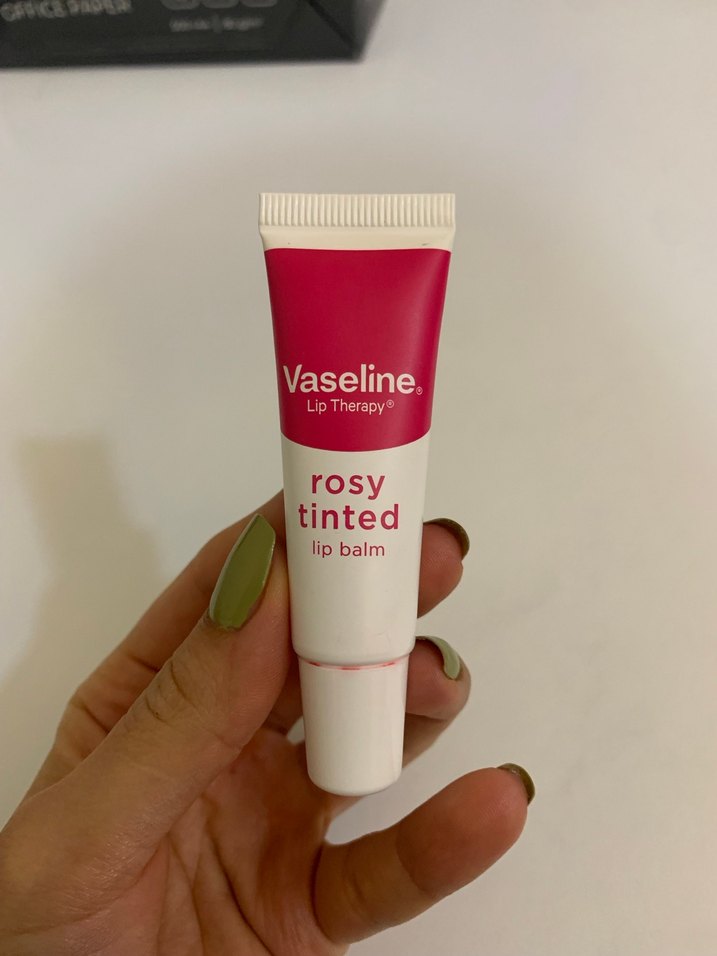 OFFICE PAPER
Vaseline®
Lip Therapy®
rosy
tinted
lip balm